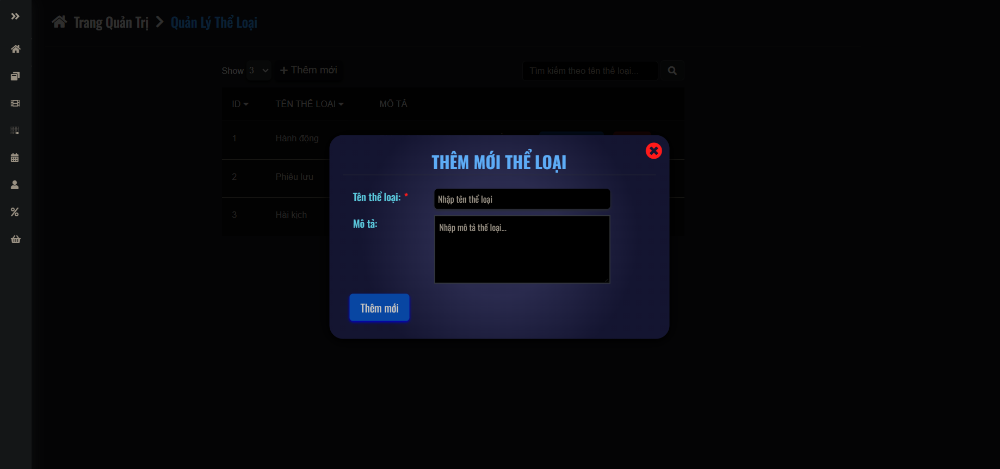 Trang Quản Trị Quản Lý Thể Loại
Show 3 Thêm mới Tìm kiếm theo tên thể loại...
ID TÊN THỂ LOẠI MÔ TẢ
1 Hành động
2 Phiêu lưu
3 Hài kịch
THÊM MỚI THỂ LOẠI
Tên thể loại: * Nhập tên thể loại
Mô tả: Nhập mô tả thể loại...
Thêm mới